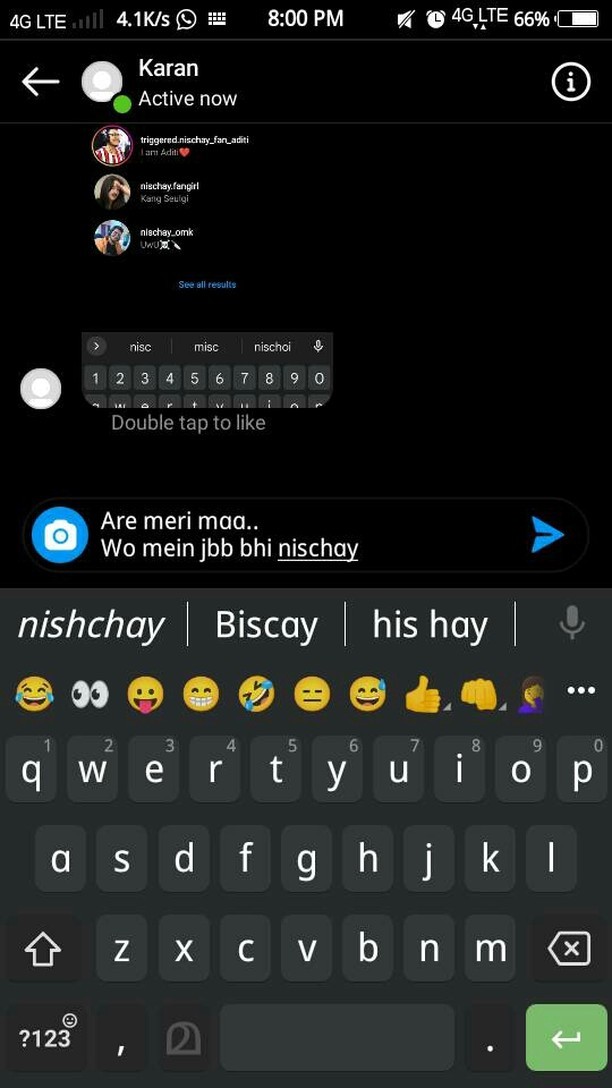 4G LTE 4.1K/s 8:00 PM 4G LTE 66%
Karan
Active now
triggered.nischay_fan_aditi
I am Aditi❤️
nischay.fangirl
Kang Seulgi
nischay_omk
UwU☠️🔪
See all results
nisc misc nischoi
1 2 3 4 5 6 7 8 9 0
q w e r t y u i o p
Double tap to like
Are meri maa..
Wo mein jbb bhi nischay
nishchay Biscay his hay
😂 👀 😛 😁 🤣 😑 😅 👍 👊 🤦‍♀️ •••
1 2 3 4 5 6 7 8 9 0
q w e r t y u i o p
a s d f g h j k l
z x c v b n m
?123 , മ .